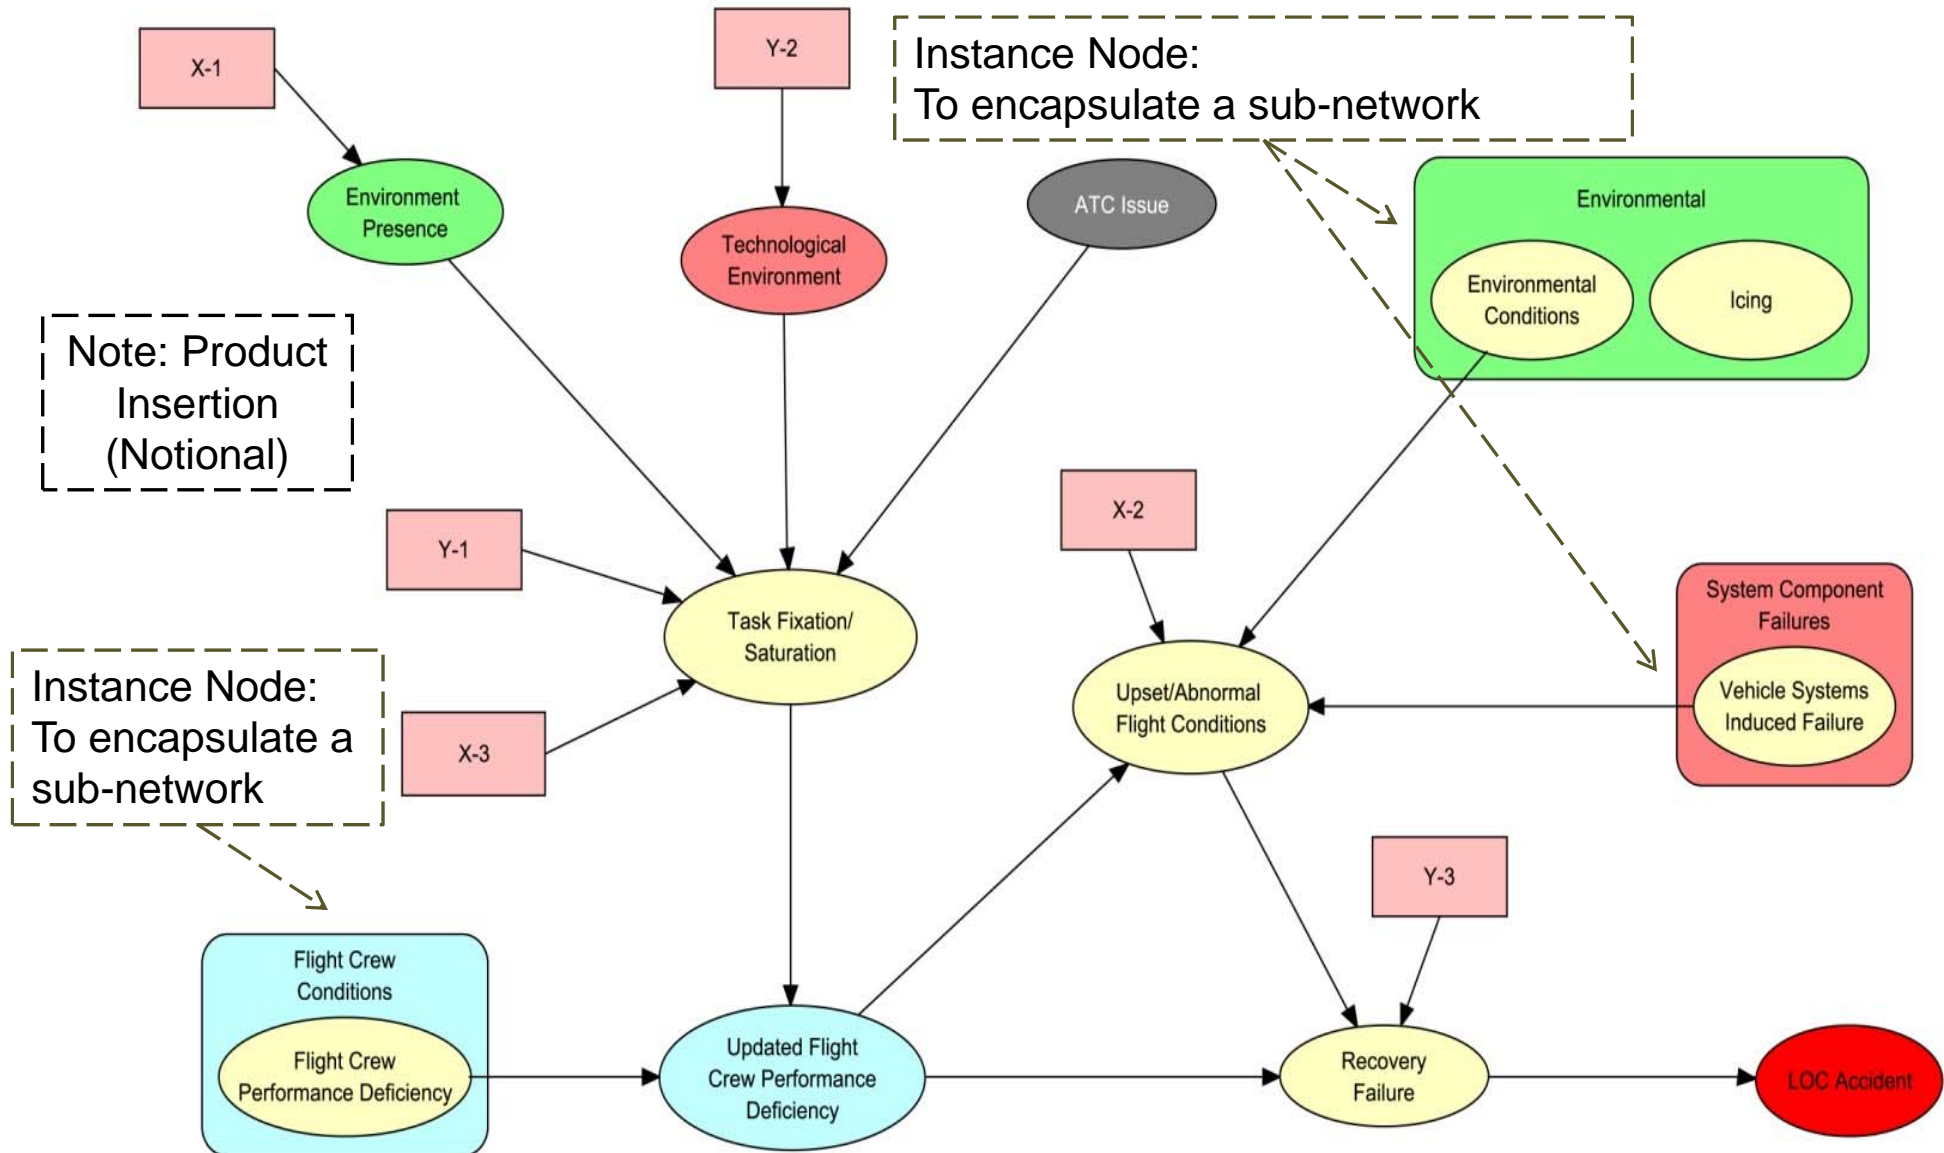 X-1
Y-2
Instance Node:
To encapsulate a sub-network
Environment
Presence
Technological
Environment
ATC Issue
Environmental
Environmental
Conditions
Icing
Note: Product
Insertion
(Notional)
Y-1
X-2
Task Fixation/
Saturation
System Component
Failures
Vehicle Systems
Induced Failure
Instance Node:
To encapsulate a
sub-network
X-3
Upset/Abnormal
Flight Conditions
Y-3
Flight Crew
Conditions
Flight Crew
Performance Deficiency
Updated Flight
Crew Performance
Deficiency
Recovery
Failure
LOC Accident